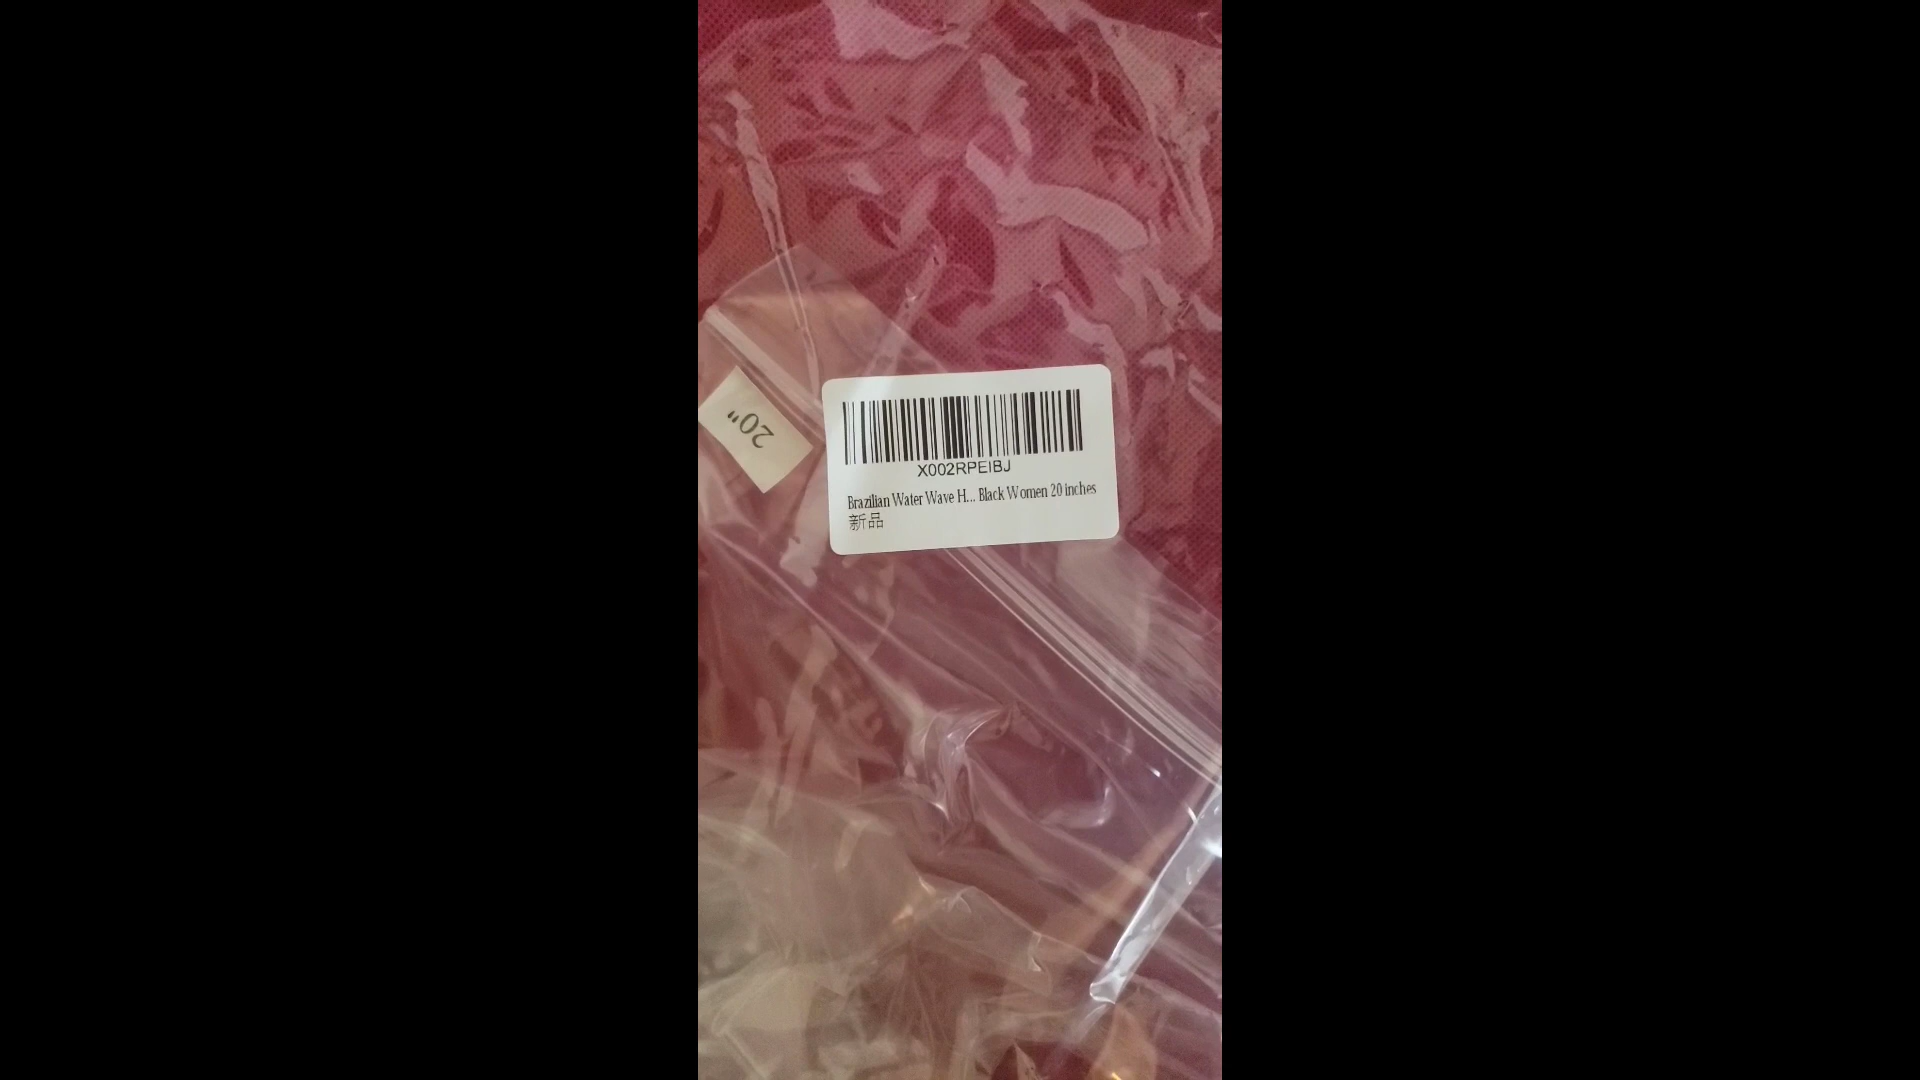 20"
X002RPEIBJ
Brazilian Water Wave H... Black Women 20 inches
新品